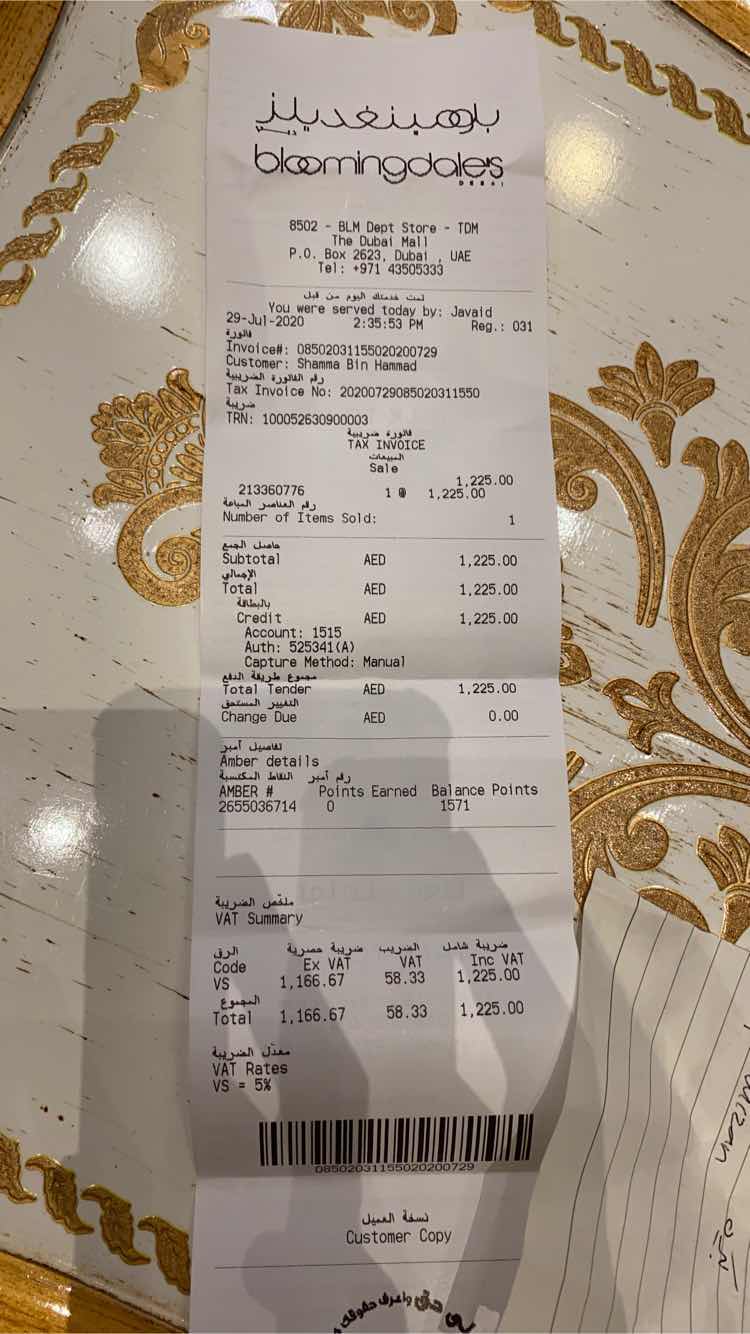 بلومينغديلز
دبي
bloomingdale's
DUBAI
8502 - BLM Dept Store - TDM
The Dubai Mall
P.O. Box 2623, Dubai , UAE
Tel: +971 43505333
تمت خدمتك اليوم من قبل
You were served today by: Javaid
29-Jul-2020 2:35:53 PM Reg.: 031
فاتورة
Invoice#: 08502031155020200729
Customer: Shamma Bin Hammad
رقم الفاتورة الضريبية
Tax Invoice No: 20200729085020311550
ضريبة
TRN: 100052630900003
فاتورة ضريبية
TAX INVOICE
المبيعات
Sale
1,225.00
213360776 1 @ 1,225.00
رقم العناصر المباعة
Number of Items Sold: 1
حاصل الجمع
Subtotal AED 1,225.00
الإجمالي
Total AED 1,225.00
بالبطاقة
Credit AED 1,225.00
Account: 1515
Auth: 525341(A)
Capture Method: Manual
مجموع طريقة الدفع
Total Tender AED 1,225.00
التغيير المستحق
Change Due AED 0.00
تفاصيل أمبر
Amber details
رقم أمبر النقاط المكتسبة
AMBER # Points Earned Balance Points
2655036714 0 1571
ملخص الضريبة
VAT Summary
الرق ضريبة حصرية الضريب ضريبة شامل
Code Ex VAT VAT Inc VAT
VS 1,166.67 58.33 1,225.00
المجموع
Total 1,166.67 58.33 1,225.00
معدّل الضريبة
VAT Rates
VS = 5%
08502031155020200729
نسخة العميل
Customer Copy
واعرف حقوقك